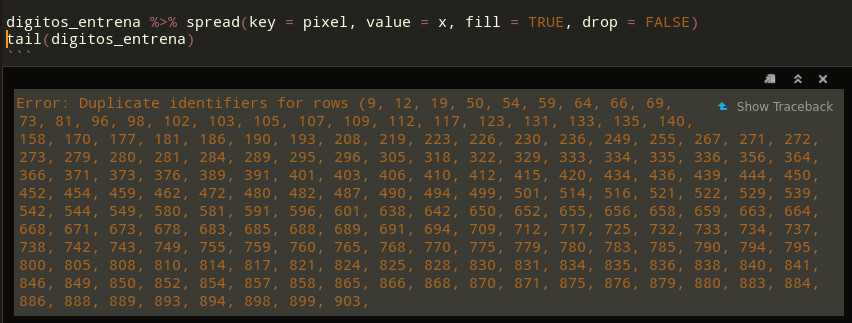 digitos_entrena %>% spread(key = pixel, value = x, fill = TRUE, drop = FALSE)
tail(digitos_entrena)
```
Error: Duplicate identifiers for rows (9, 12, 19, 50, 54, 59, 64, 66, 69,
Show Traceback
73, 81, 96, 98, 102, 103, 105, 107, 109, 112, 117, 123, 131, 133, 135, 140,
158, 170, 177, 181, 186, 190, 193, 208, 219, 223, 226, 230, 236, 249, 255, 267, 271, 272,
273, 279, 280, 281, 284, 289, 295, 296, 305, 318, 322, 329, 333, 334, 335, 336, 356, 364,
366, 371, 373, 376, 389, 391, 401, 403, 406, 410, 412, 415, 420, 434, 436, 439, 444, 450,
452, 454, 459, 462, 472, 480, 482, 487, 490, 494, 499, 501, 514, 516, 521, 522, 529, 539,
542, 544, 549, 580, 581, 591, 596, 601, 638, 642, 650, 652, 655, 656, 658, 659, 663, 664,
668, 671, 673, 678, 683, 685, 688, 689, 691, 694, 709, 712, 717, 725, 732, 733, 734, 737,
738, 742, 743, 749, 755, 759, 760, 765, 768, 770, 775, 779, 780, 783, 785, 790, 794, 795,
800, 805, 808, 810, 814, 817, 821, 824, 825, 828, 830, 831, 834, 835, 836, 838, 840, 841,
846, 849, 850, 852, 854, 857, 858, 865, 866, 868, 870, 871, 875, 876, 879, 880, 883, 884,
886, 888, 889, 893, 894, 898, 899, 903,